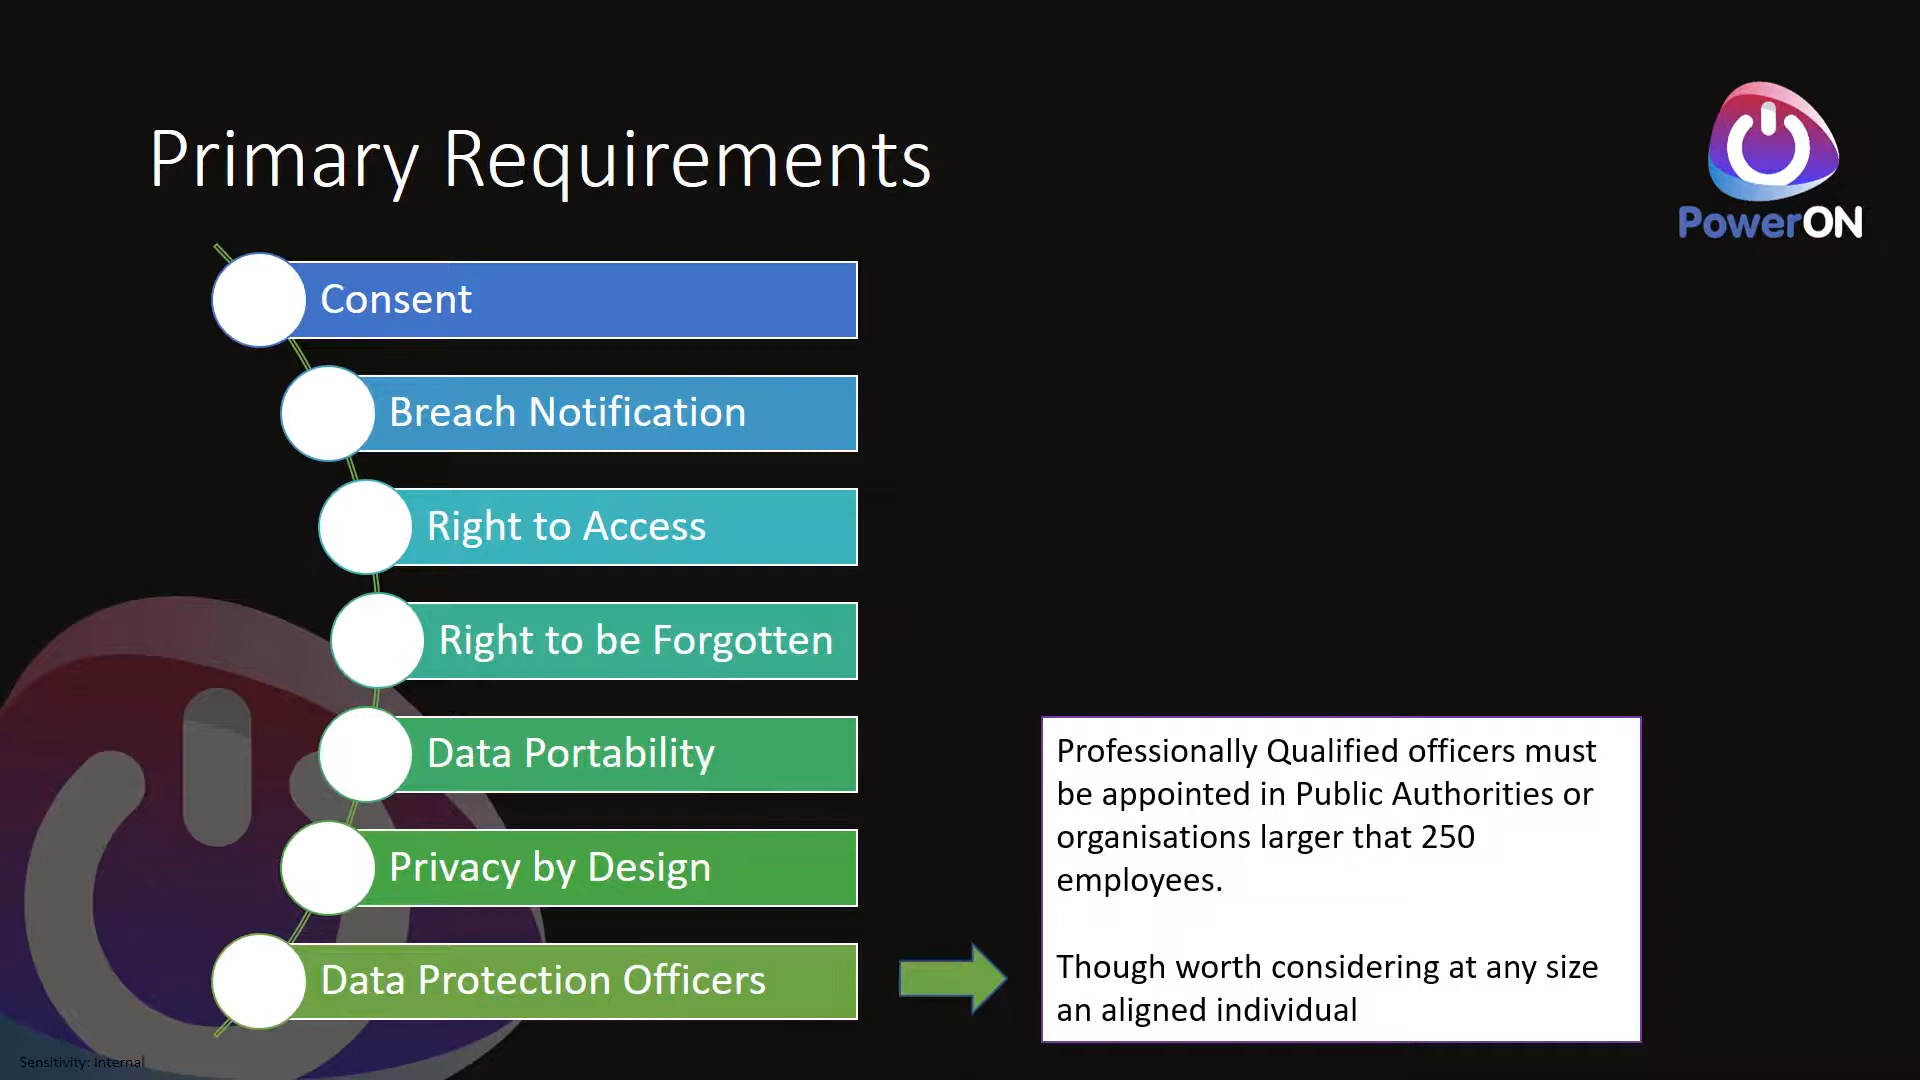 Primary Requirements
PowerON
Consent
Breach Notification
Right to Access
Right to be Forgotten
Data Portability
Privacy by Design
Data Protection Officers
Professionally Qualified officers must
be appointed in Public Authorities or
organisations larger that 250
employees.
Though worth considering at any size
an aligned individual
Sensitivity: Internal